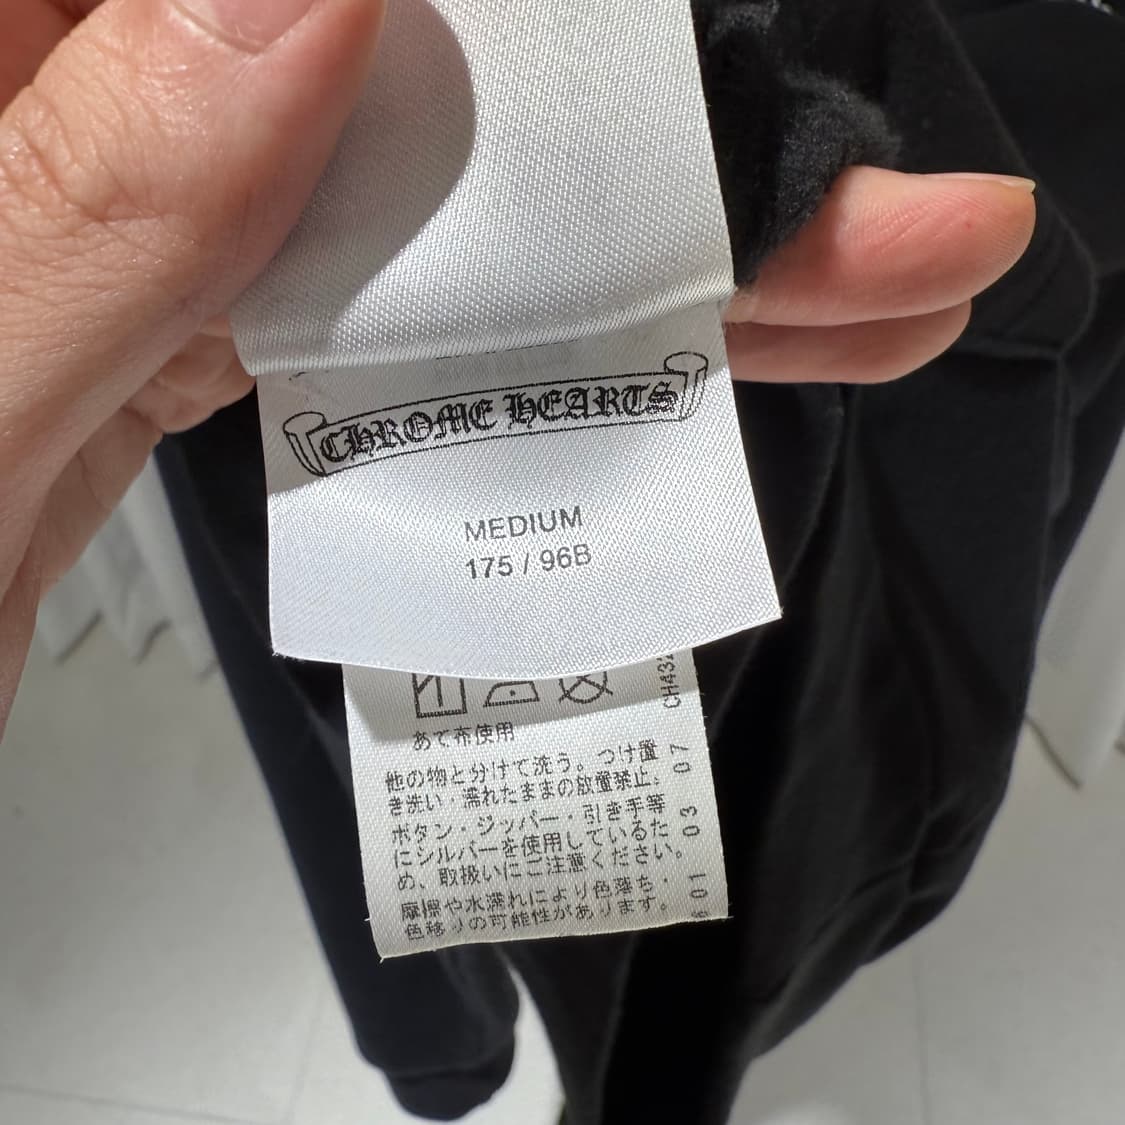 CHROME HEARTS
MEDIUM
175 / 96B
あて布使用
他の物と分けて洗う。つけ置
き洗い・濡れたままの放置禁止。
ボタン・ジッパー・引き手等
にシルバーを使用しているた
め、取扱いにご注意ください。
摩擦や水濡れにより色落ち・
色移りの可能性があります。
01 03 07